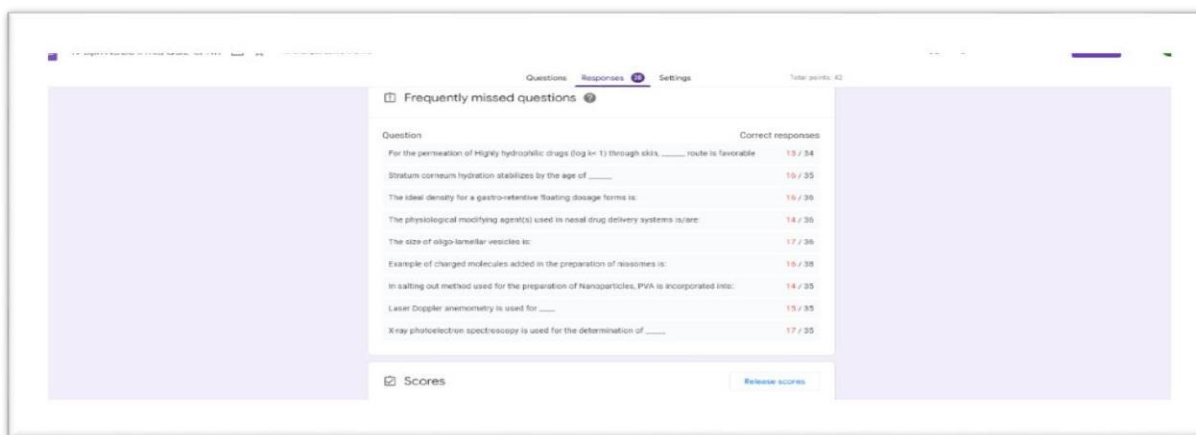 Questions Responses 38 Settings Total points: 42
Frequently missed questions
Question Correct responses
For the permeation of Highly hydrophilic drugs (log k< 1) through skin, _____ route is favorable 13 / 34
Stratum corneum hydration stabilizes by the age of _____ 16 / 35
The ideal density for a gastro-retentive floating dosage forms is: 16 / 36
The physiological modifying agent(s) used in nasal drug delivery systems is/are: 14 / 36
The size of oligo-lamellar vesicles is: 17 / 36
Example of charged molecules added in the preparation of niosomes is: 16 / 38
In salting out method used for the preparation of Nanoparticles, PVA is incorporated into: 14 / 35
Laser Doppler anemometry is used for ____ 15 / 35
X-ray photoelectron spectroscopy is used for the determination of _____ 17 / 35
Scores Release scores